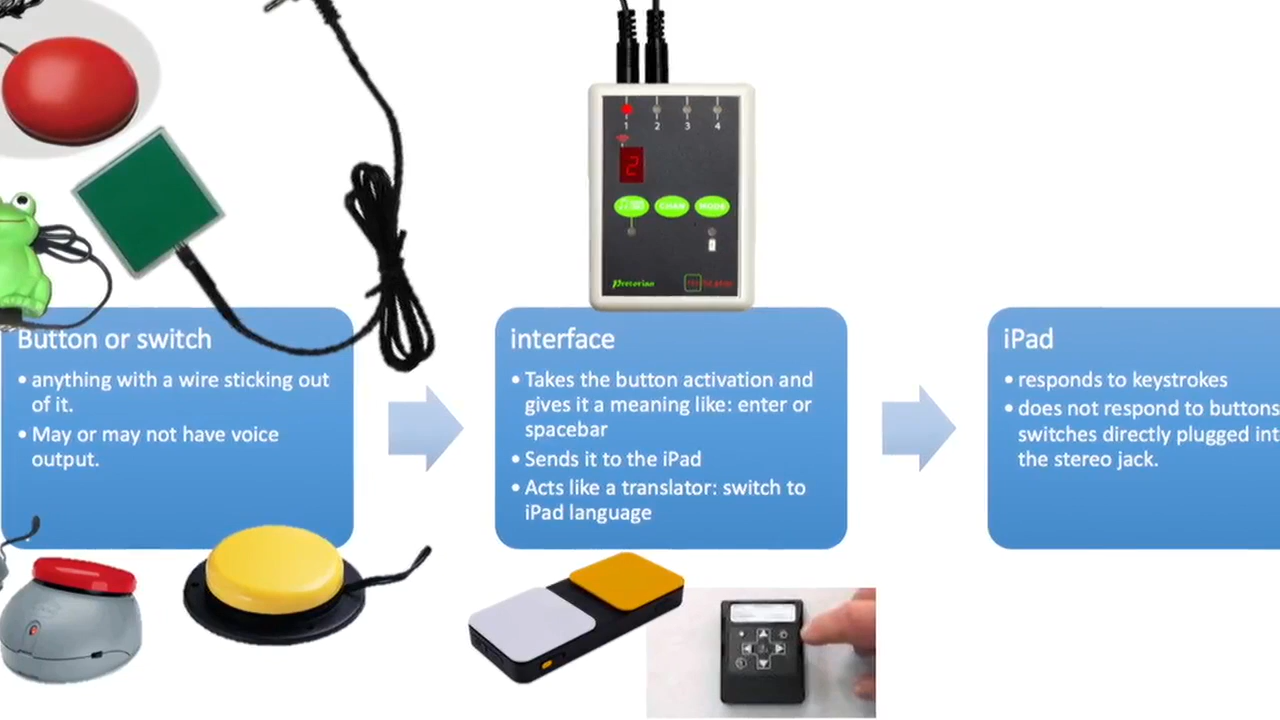 1 2 3 4
2
CHAN MODE
Pretorian
Button or switch
• anything with a wire sticking out
of it.
• May or may not have voice
output.
interface
• Takes the button activation and
gives it a meaning like: enter or
spacebar
• Sends it to the iPad
• Acts like a translator: switch to
iPad language
iPad
• responds to keystrokes
• does not respond to buttons
switches directly plugged int
the stereo jack.